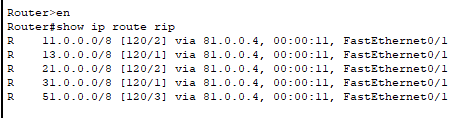 Router>en
Router#show ip route rip
R    11.0.0.0/8 [120/2] via 81.0.0.4, 00:00:11, FastEthernet0/1
R    13.0.0.0/8 [120/1] via 81.0.0.4, 00:00:11, FastEthernet0/1
R    21.0.0.0/8 [120/2] via 81.0.0.4, 00:00:11, FastEthernet0/1
R    31.0.0.0/8 [120/1] via 81.0.0.4, 00:00:11, FastEthernet0/1
R    51.0.0.0/8 [120/3] via 81.0.0.4, 00:00:11, FastEthernet0/1